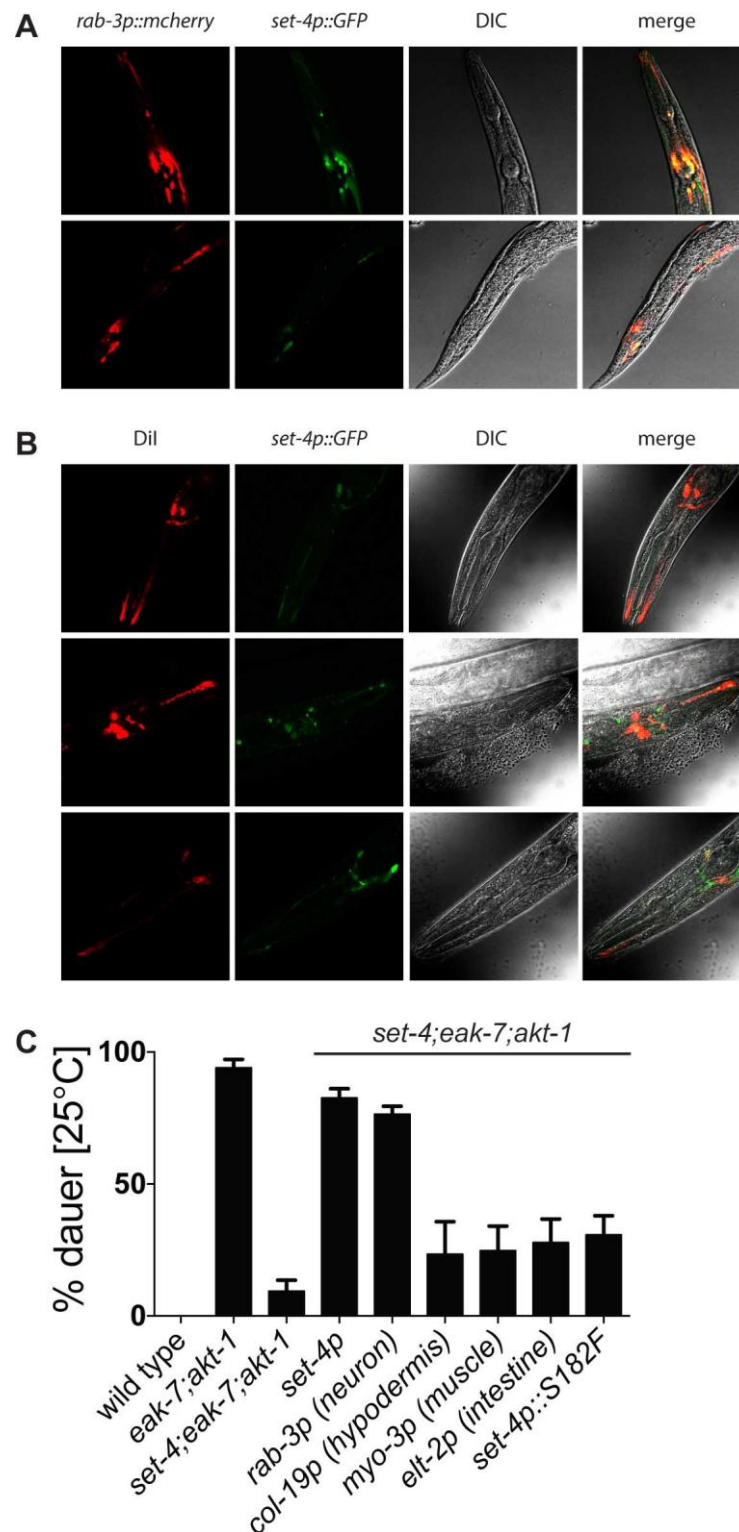 A
rab-3p::mcherry set-4p::GFP DIC merge
B
DiI set-4p::GFP DIC merge
C
set-4;eak-7;akt-1
100
50
0
% dauer [25°C]
wild type
eak-7;akt-1
set-4;eak-7;akt-1
set-4p
rab-3p (neuron)
col-19p (hypodermis)
myo-3p (muscle)
elt-2p (intestine)
set-4p::S182F